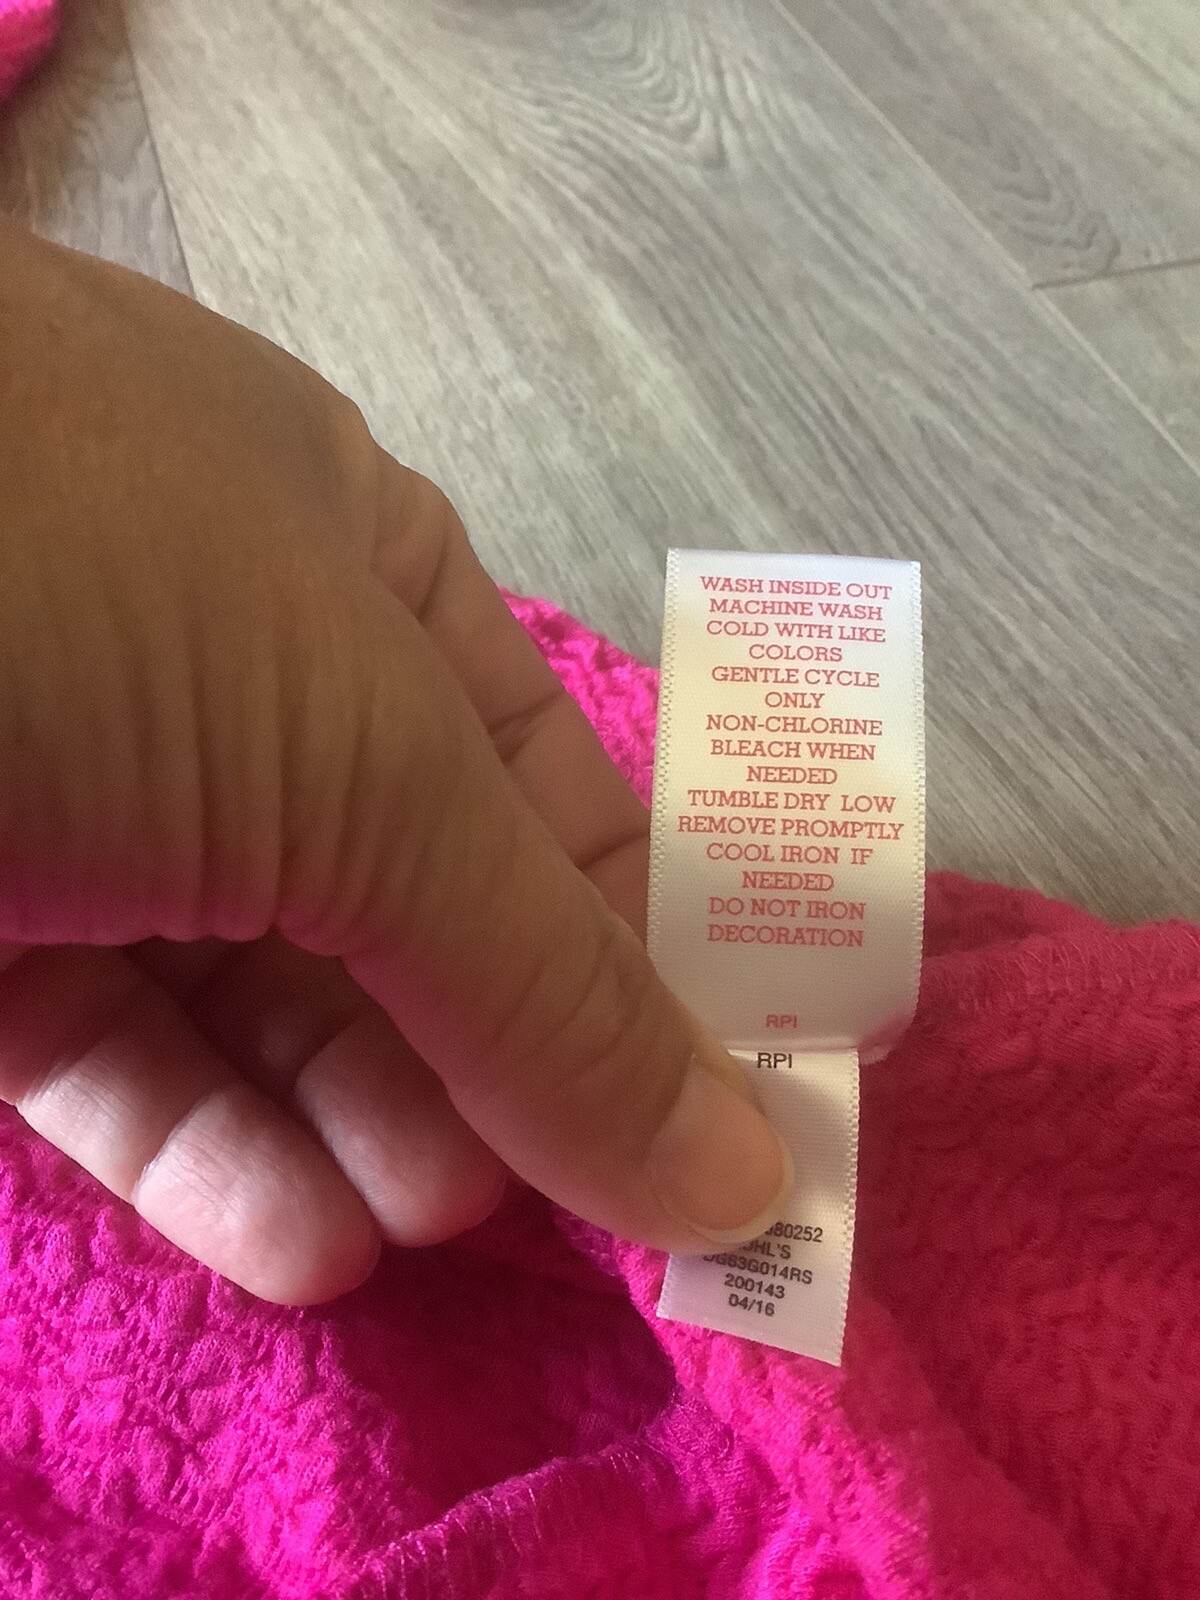 WASH INSIDE OUT
MACHINE WASH
COLD WITH LIKE
COLORS
GENTLE CYCLE
ONLY
NON-CHLORINE
BLEACH WHEN
NEEDED
TUMBLE DRY LOW
REMOVE PROMPTLY
COOL IRON IF
NEEDED
DO NOT IRON
DECORATION
RPI
RPI
200143
04/16